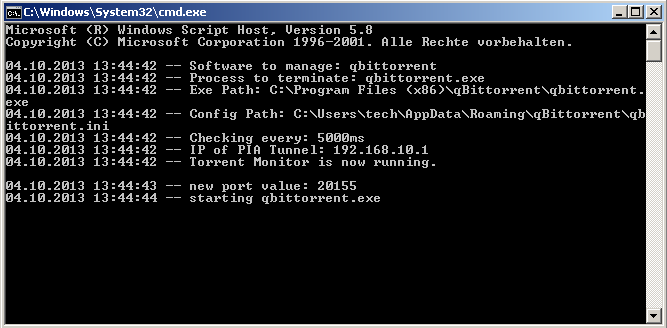 C:\Windows\System32\cmd.exe
Microsoft (R) Windows Script Host, Version 5.8
Copyright (C) Microsoft Corporation 1996-2001. Alle Rechte vorbehalten.
04.10.2013 13:44:42 -- Software to manage: qbittorrent
04.10.2013 13:44:42 -- Process to terminate: qbittorrent.exe
04.10.2013 13:44:42 -- Exe Path: C:\Program Files (x86)\qBittorrent\qbittorrent.
exe
04.10.2013 13:44:42 -- Config Path: C:\Users\tech\AppData\Roaming\qBittorrent\qb
ittorrent.ini
04.10.2013 13:44:42 -- Checking every: 5000ms
04.10.2013 13:44:42 -- IP of PIA Tunnel: 192.168.10.1
04.10.2013 13:44:42 -- Torrent Monitor is now running.
04.10.2013 13:44:43 -- new port value: 20155
04.10.2013 13:44:44 -- starting qbittorrent.exe